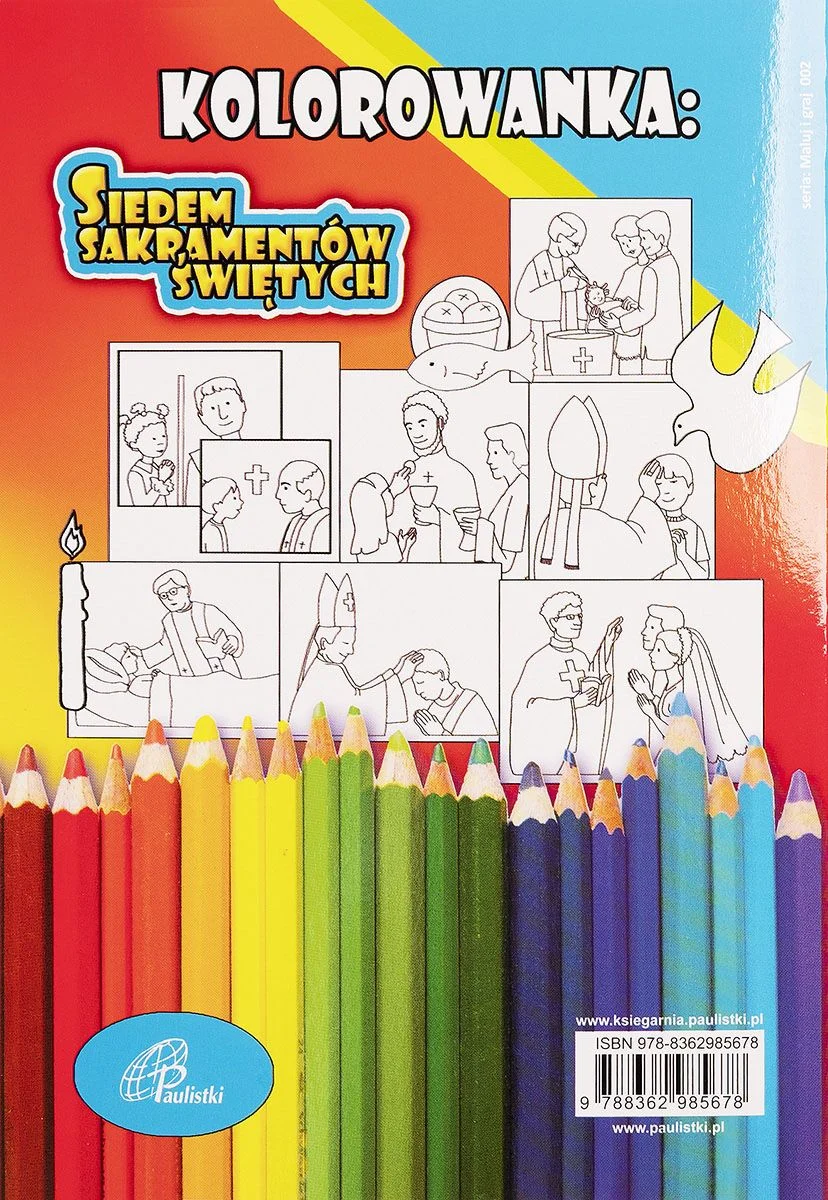 KOLOROWANKA:
SIEDEM
SAKRAMENTÓW
ŚWIĘTYCH
seria: Maluj i graj 002
Paulistki
www.ksiegarnia.paulistki.pl
ISBN 978-8362985678
9 788362 985678
www.paulistki.pl